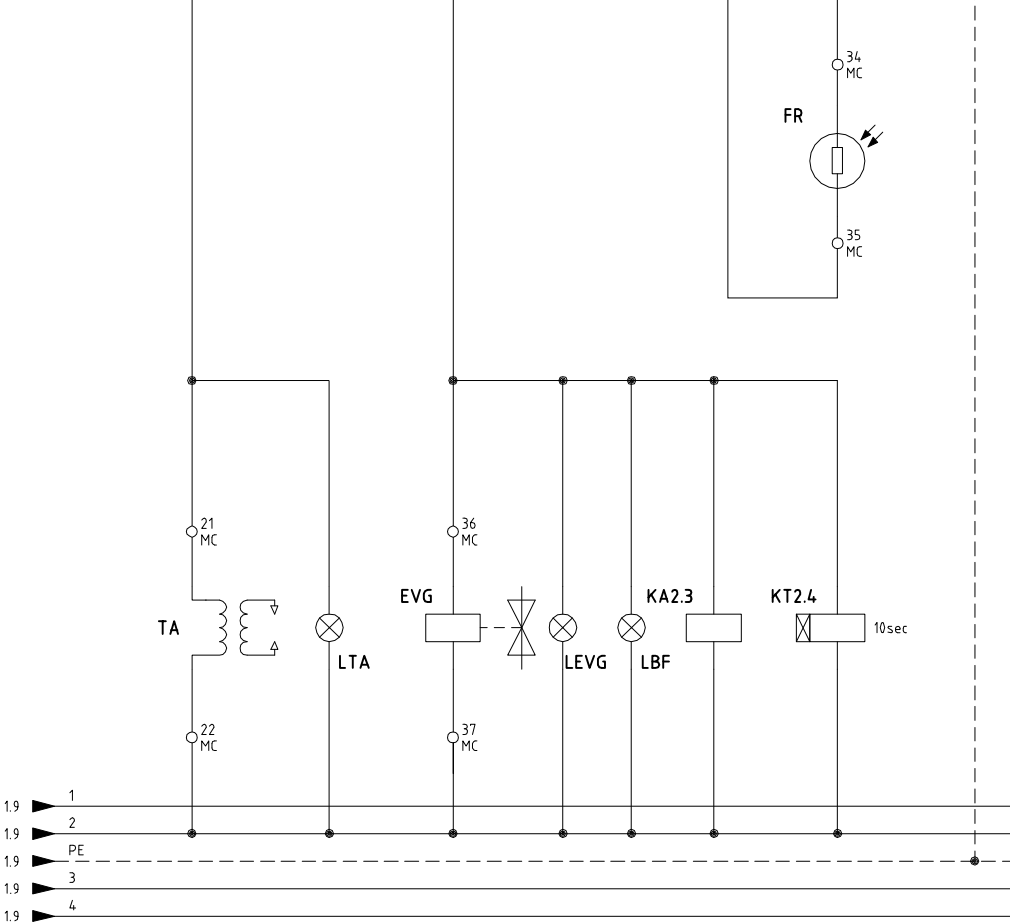 34
MC
FR
35
MC
21
MC
36
MC
EVG
KA2.3
KT2.4
TA
10sec
LTA
LEVG
LBF
22
MC
37
MC
1
1.9
2
1.9
PE
1.9
3
1.9
4
1.9